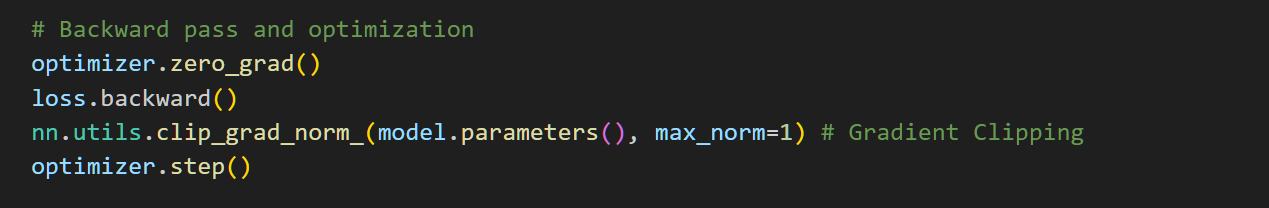 # Backward pass and optimization
optimizer.zero_grad()
loss.backward()
nn.utils.clip_grad_norm_(model.parameters(), max_norm=1) # Gradient Clipping
optimizer.step()